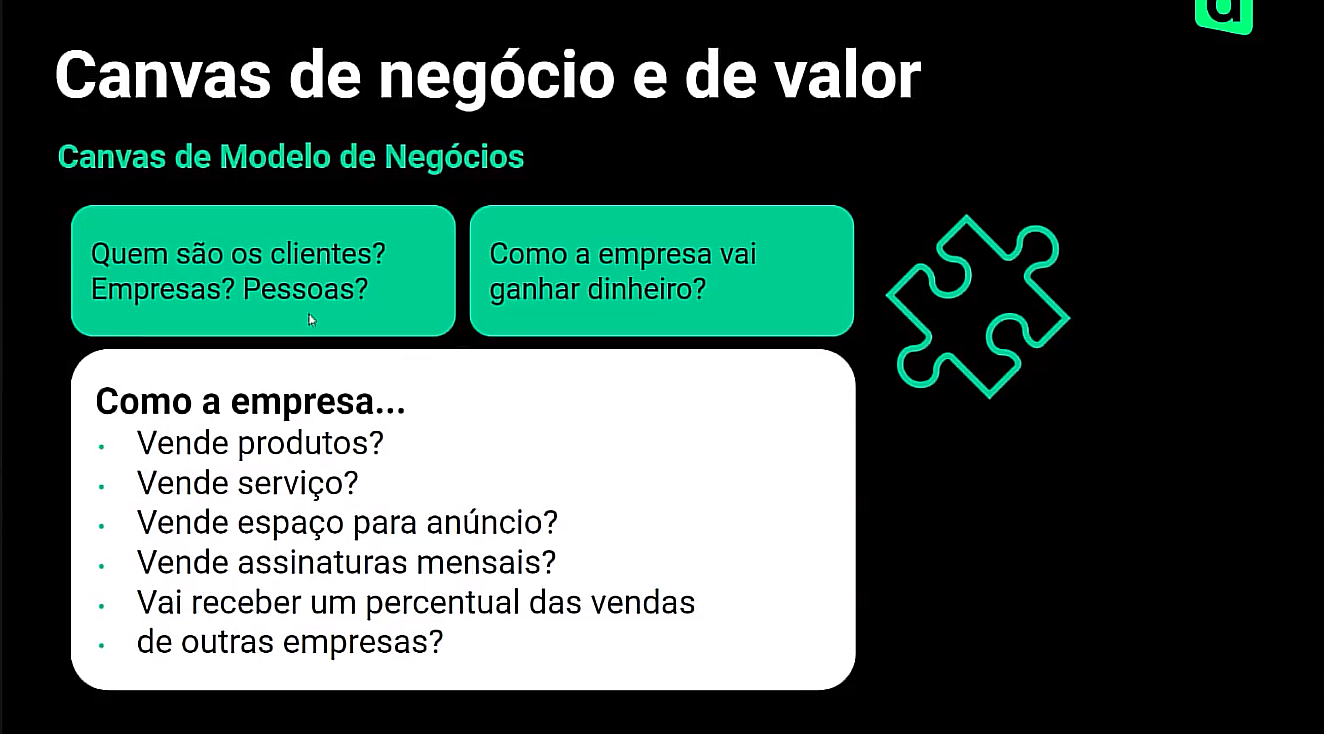 Canvas de negócio e de valor
Canvas de Modelo de Negócios
Quem são os clientes?
Empresas? Pessoas?
Como a empresa vai
ganhar dinheiro?
Como a empresa...
• Vende produtos?
• Vende serviço?
• Vende espaço para anúncio?
• Vende assinaturas mensais?
• Vai receber um percentual das vendas
• de outras empresas?